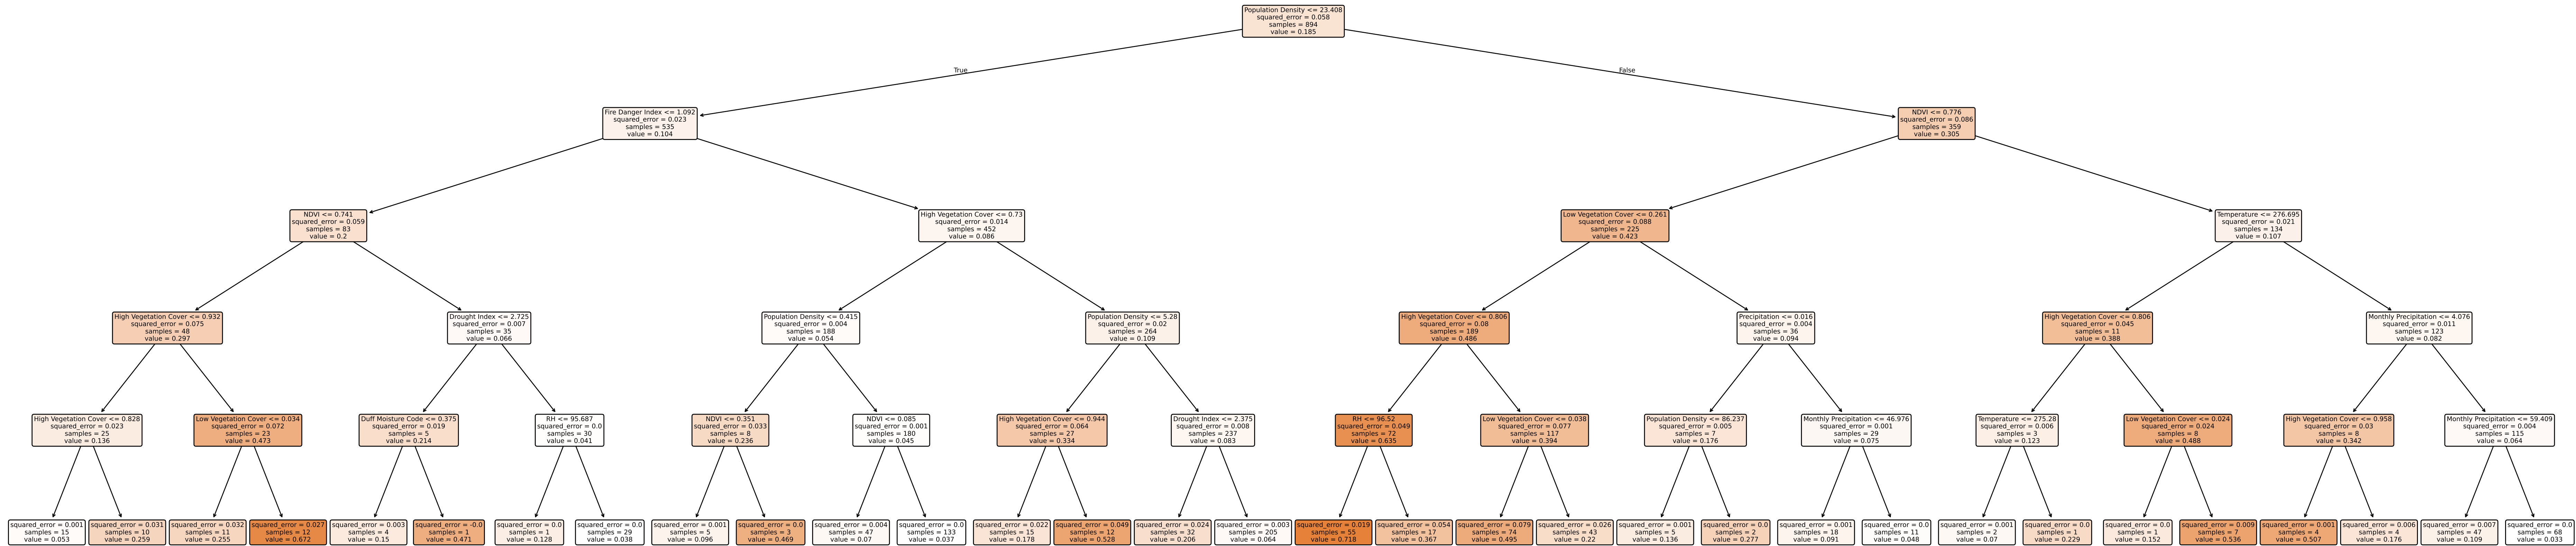 Population Density <= 23.408
squared_error = 0.058
samples = 894
value = 0.185
True
False
Fire Danger Index <= 1.092
squared_error = 0.023
samples = 535
value = 0.104
NDVI <= 0.776
squared_error = 0.086
samples = 359
value = 0.305
NDVI <= 0.741
squared_error = 0.059
samples = 83
value = 0.2
High Vegetation Cover <= 0.73
squared_error = 0.014
samples = 452
value = 0.086
Low Vegetation Cover <= 0.261
squared_error = 0.088
samples = 225
value = 0.423
Temperature <= 276.695
squared_error = 0.021
samples = 134
value = 0.107
High Vegetation Cover <= 0.932
squared_error = 0.075
samples = 48
value = 0.297
Drought Index <= 2.725
squared_error = 0.007
samples = 35
value = 0.066
Population Density <= 0.415
squared_error = 0.004
samples = 188
value = 0.054
Population Density <= 5.28
squared_error = 0.02
samples = 264
value = 0.109
High Vegetation Cover <= 0.806
squared_error = 0.08
samples = 189
value = 0.486
Precipitation <= 0.016
squared_error = 0.004
samples = 36
value = 0.094
High Vegetation Cover <= 0.806
squared_error = 0.045
samples = 11
value = 0.388
Monthly Precipitation <= 4.076
squared_error = 0.011
samples = 123
value = 0.082
High Vegetation Cover <= 0.828
squared_error = 0.023
samples = 25
value = 0.136
Low Vegetation Cover <= 0.034
squared_error = 0.072
samples = 23
value = 0.473
Duff Moisture Code <= 0.375
squared_error = 0.019
samples = 5
value = 0.214
RH <= 95.687
squared_error = 0.0
samples = 30
value = 0.041
NDVI <= 0.351
squared_error = 0.033
samples = 8
value = 0.236
NDVI <= 0.085
squared_error = 0.001
samples = 180
value = 0.045
High Vegetation Cover <= 0.944
squared_error = 0.064
samples = 27
value = 0.334
Drought Index <= 2.375
squared_error = 0.008
samples = 237
value = 0.083
RH <= 96.52
squared_error = 0.049
samples = 72
value = 0.635
Low Vegetation Cover <= 0.038
squared_error = 0.077
samples = 117
value = 0.394
Population Density <= 86.237
squared_error = 0.005
samples = 7
value = 0.176
Monthly Precipitation <= 46.976
squared_error = 0.001
samples = 29
value = 0.075
Temperature <= 275.28
squared_error = 0.006
samples = 3
value = 0.123
Low Vegetation Cover <= 0.024
squared_error = 0.024
samples = 8
value = 0.488
High Vegetation Cover <= 0.958
squared_error = 0.03
samples = 8
value = 0.342
Monthly Precipitation <= 59.409
squared_error = 0.004
samples = 115
value = 0.064
squared_error = 0.001
samples = 15
value = 0.053
squared_error = 0.031
samples = 10
value = 0.259
squared_error = 0.032
samples = 11
value = 0.255
squared_error = 0.027
samples = 12
value = 0.672
squared_error = 0.003
samples = 4
value = 0.15
squared_error = -0.0
samples = 1
value = 0.471
squared_error = 0.0
samples = 1
value = 0.128
squared_error = 0.0
samples = 29
value = 0.038
squared_error = 0.001
samples = 5
value = 0.096
squared_error = 0.0
samples = 3
value = 0.469
squared_error = 0.004
samples = 47
value = 0.07
squared_error = 0.0
samples = 133
value = 0.037
squared_error = 0.022
samples = 15
value = 0.178
squared_error = 0.049
samples = 12
value = 0.528
squared_error = 0.024
samples = 32
value = 0.206
squared_error = 0.003
samples = 205
value = 0.064
squared_error = 0.019
samples = 55
value = 0.718
squared_error = 0.054
samples = 17
value = 0.367
squared_error = 0.079
samples = 74
value = 0.495
squared_error = 0.026
samples = 43
value = 0.22
squared_error = 0.001
samples = 5
value = 0.136
squared_error = 0.0
samples = 2
value = 0.277
squared_error = 0.001
samples = 18
value = 0.091
squared_error = 0.0
samples = 11
value = 0.048
squared_error = 0.001
samples = 2
value = 0.07
squared_error = 0.0
samples = 1
value = 0.229
squared_error = 0.0
samples = 1
value = 0.152
squared_error = 0.009
samples = 7
value = 0.536
squared_error = 0.001
samples = 4
value = 0.507
squared_error = 0.006
samples = 4
value = 0.176
squared_error = 0.007
samples = 47
value = 0.109
squared_error = 0.0
samples = 68
value = 0.033